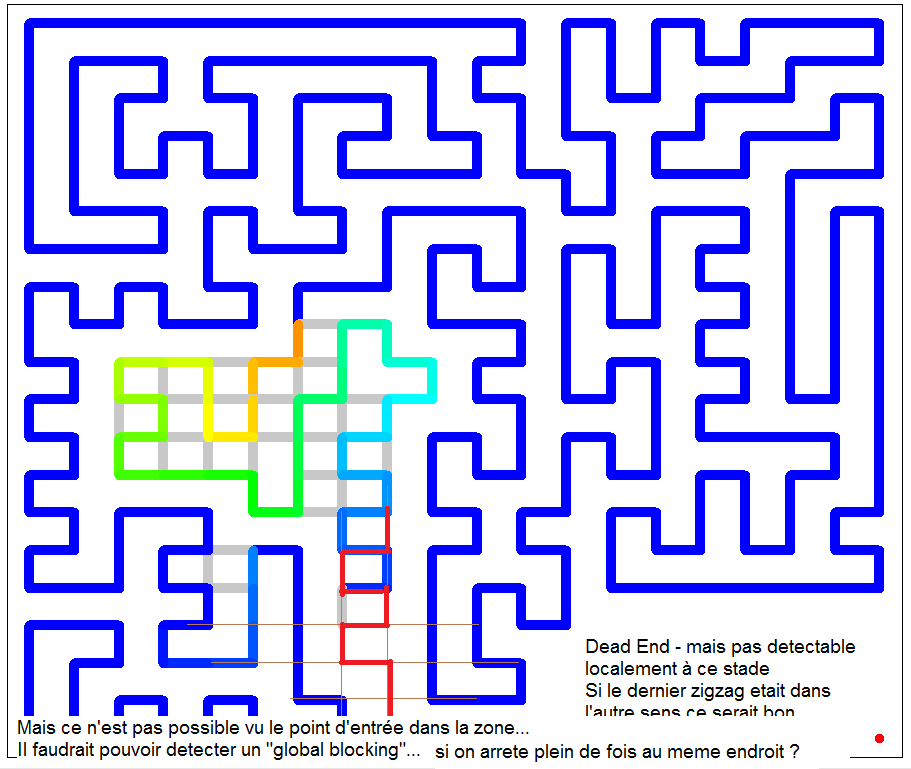 Dead End - mais pas detectable
localement à ce stade
Si le dernier zigzag etait dans
l'autre sens ce serait bon
Mais ce n'est pas possible vu le point d'entrée dans la zone...
Il faudrait pouvoir detecter un "global blocking"... si on arrete plein de fois au meme endroit ?